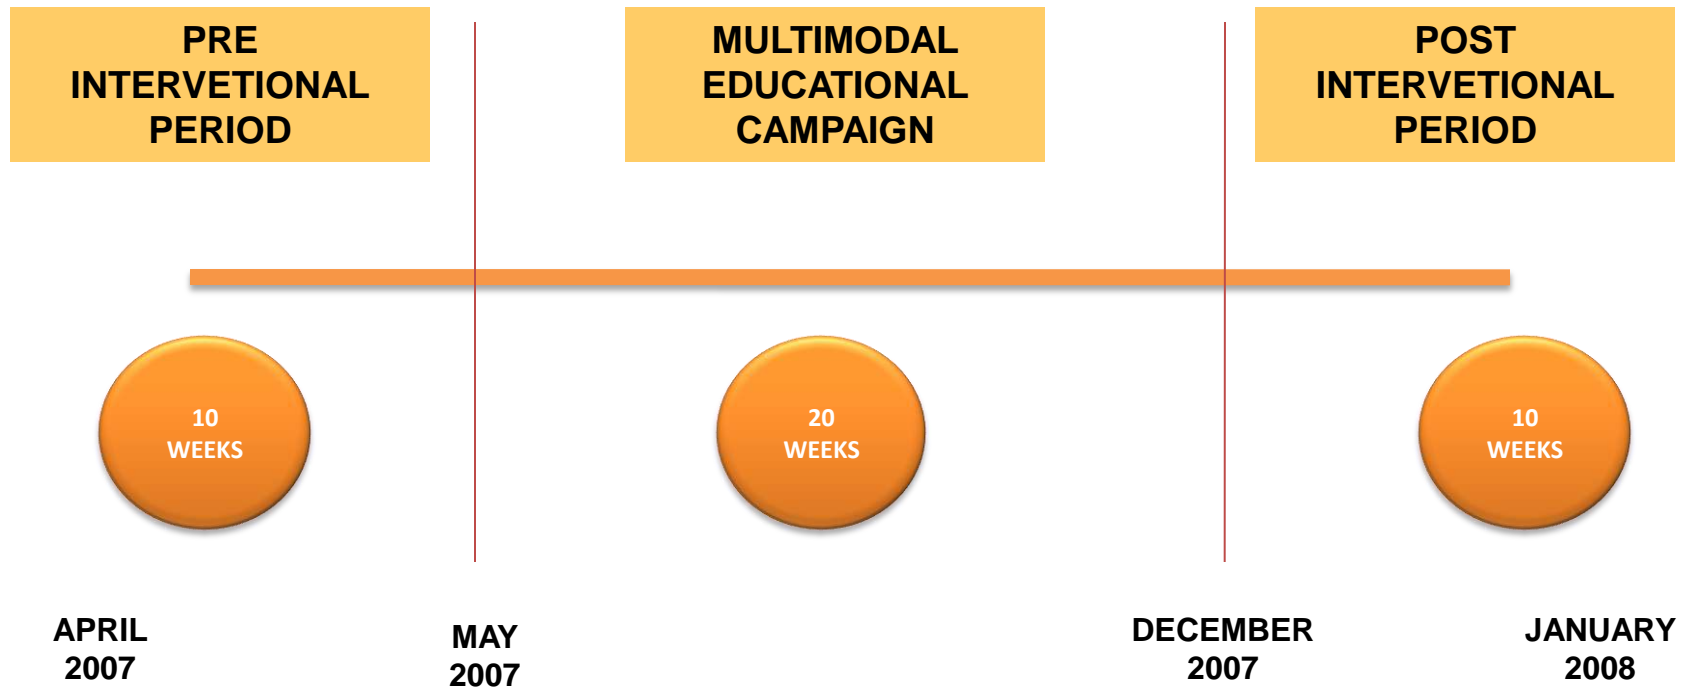 PRE
INTERVETIONAL
PERIOD
MULTIMODAL
EDUCATIONAL
CAMPAIGN
POST
INTERVETIONAL
PERIOD
10
WEEKS
20
WEEKS
10
WEEKS
APRIL
2007
MAY
2007
DECEMBER
2007
JANUARY
2008